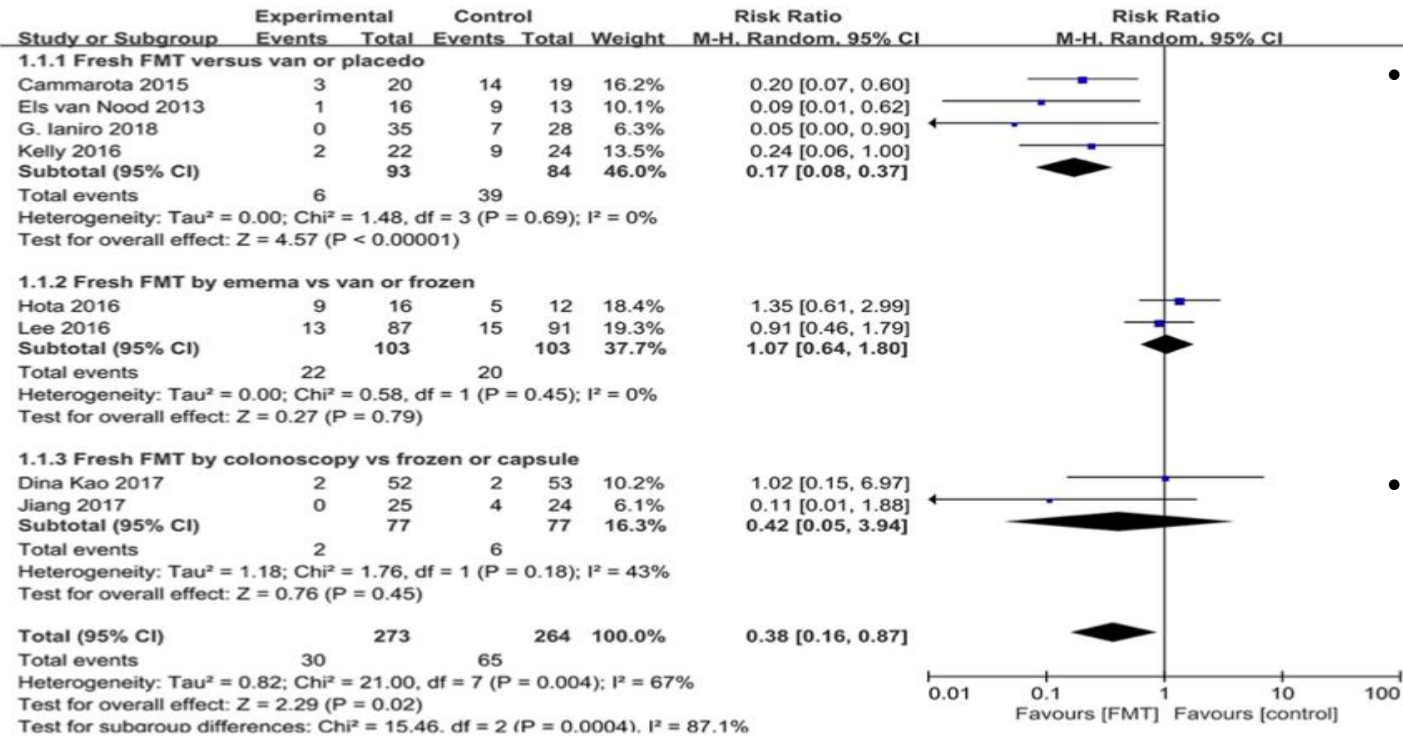 Experimental Control Risk Ratio Risk Ratio
Study or Subgroup Events Total Events Total Weight M-H, Random, 95% CI M-H, Random, 95% CI
1.1.1 Fresh FMT versus van or placedo
Cammarota 2015 3 20 14 19 16.2% 0.20 [0.07, 0.60]
Els van Nood 2013 1 16 9 13 10.1% 0.09 [0.01, 0.62]
G. Ianiro 2018 0 35 7 28 6.3% 0.05 [0.00, 0.90]
Kelly 2016 2 22 9 24 13.5% 0.24 [0.06, 1.00]
Subtotal (95% CI) 93 84 46.0% 0.17 [0.08, 0.37]
Total events 6 39
Heterogeneity: Tau² = 0.00; Chi² = 1.48, df = 3 (P = 0.69); I² = 0%
Test for overall effect: Z = 4.57 (P < 0.00001)
1.1.2 Fresh FMT by emema vs van or frozen
Hota 2016 9 16 5 12 18.4% 1.35 [0.61, 2.99]
Lee 2016 13 87 15 91 19.3% 0.91 [0.46, 1.79]
Subtotal (95% CI) 103 103 37.7% 1.07 [0.64, 1.80]
Total events 22 20
Heterogeneity: Tau² = 0.00; Chi² = 0.58, df = 1 (P = 0.45); I² = 0%
Test for overall effect: Z = 0.27 (P = 0.79)
1.1.3 Fresh FMT by colonoscopy vs frozen or capsule
Dina Kao 2017 2 52 2 53 10.2% 1.02 [0.15, 6.97]
Jiang 2017 0 25 4 24 6.1% 0.11 [0.01, 1.88]
Subtotal (95% CI) 77 77 16.3% 0.42 [0.05, 3.94]
Total events 2 6
Heterogeneity: Tau² = 1.18; Chi² = 1.76, df = 1 (P = 0.18); I² = 43%
Test for overall effect: Z = 0.76 (P = 0.45)
Total (95% CI) 273 264 100.0% 0.38 [0.16, 0.87]
Total events 30 65
Heterogeneity: Tau² = 0.82; Chi² = 21.00, df = 7 (P = 0.004); I² = 67%
Test for overall effect: Z = 2.29 (P = 0.02)
Test for subgroup differences: Chi² = 15.46, df = 2 (P = 0.0004), I² = 87.1%
0.01 0.1 1 10 100
Favours [FMT] Favours [control]